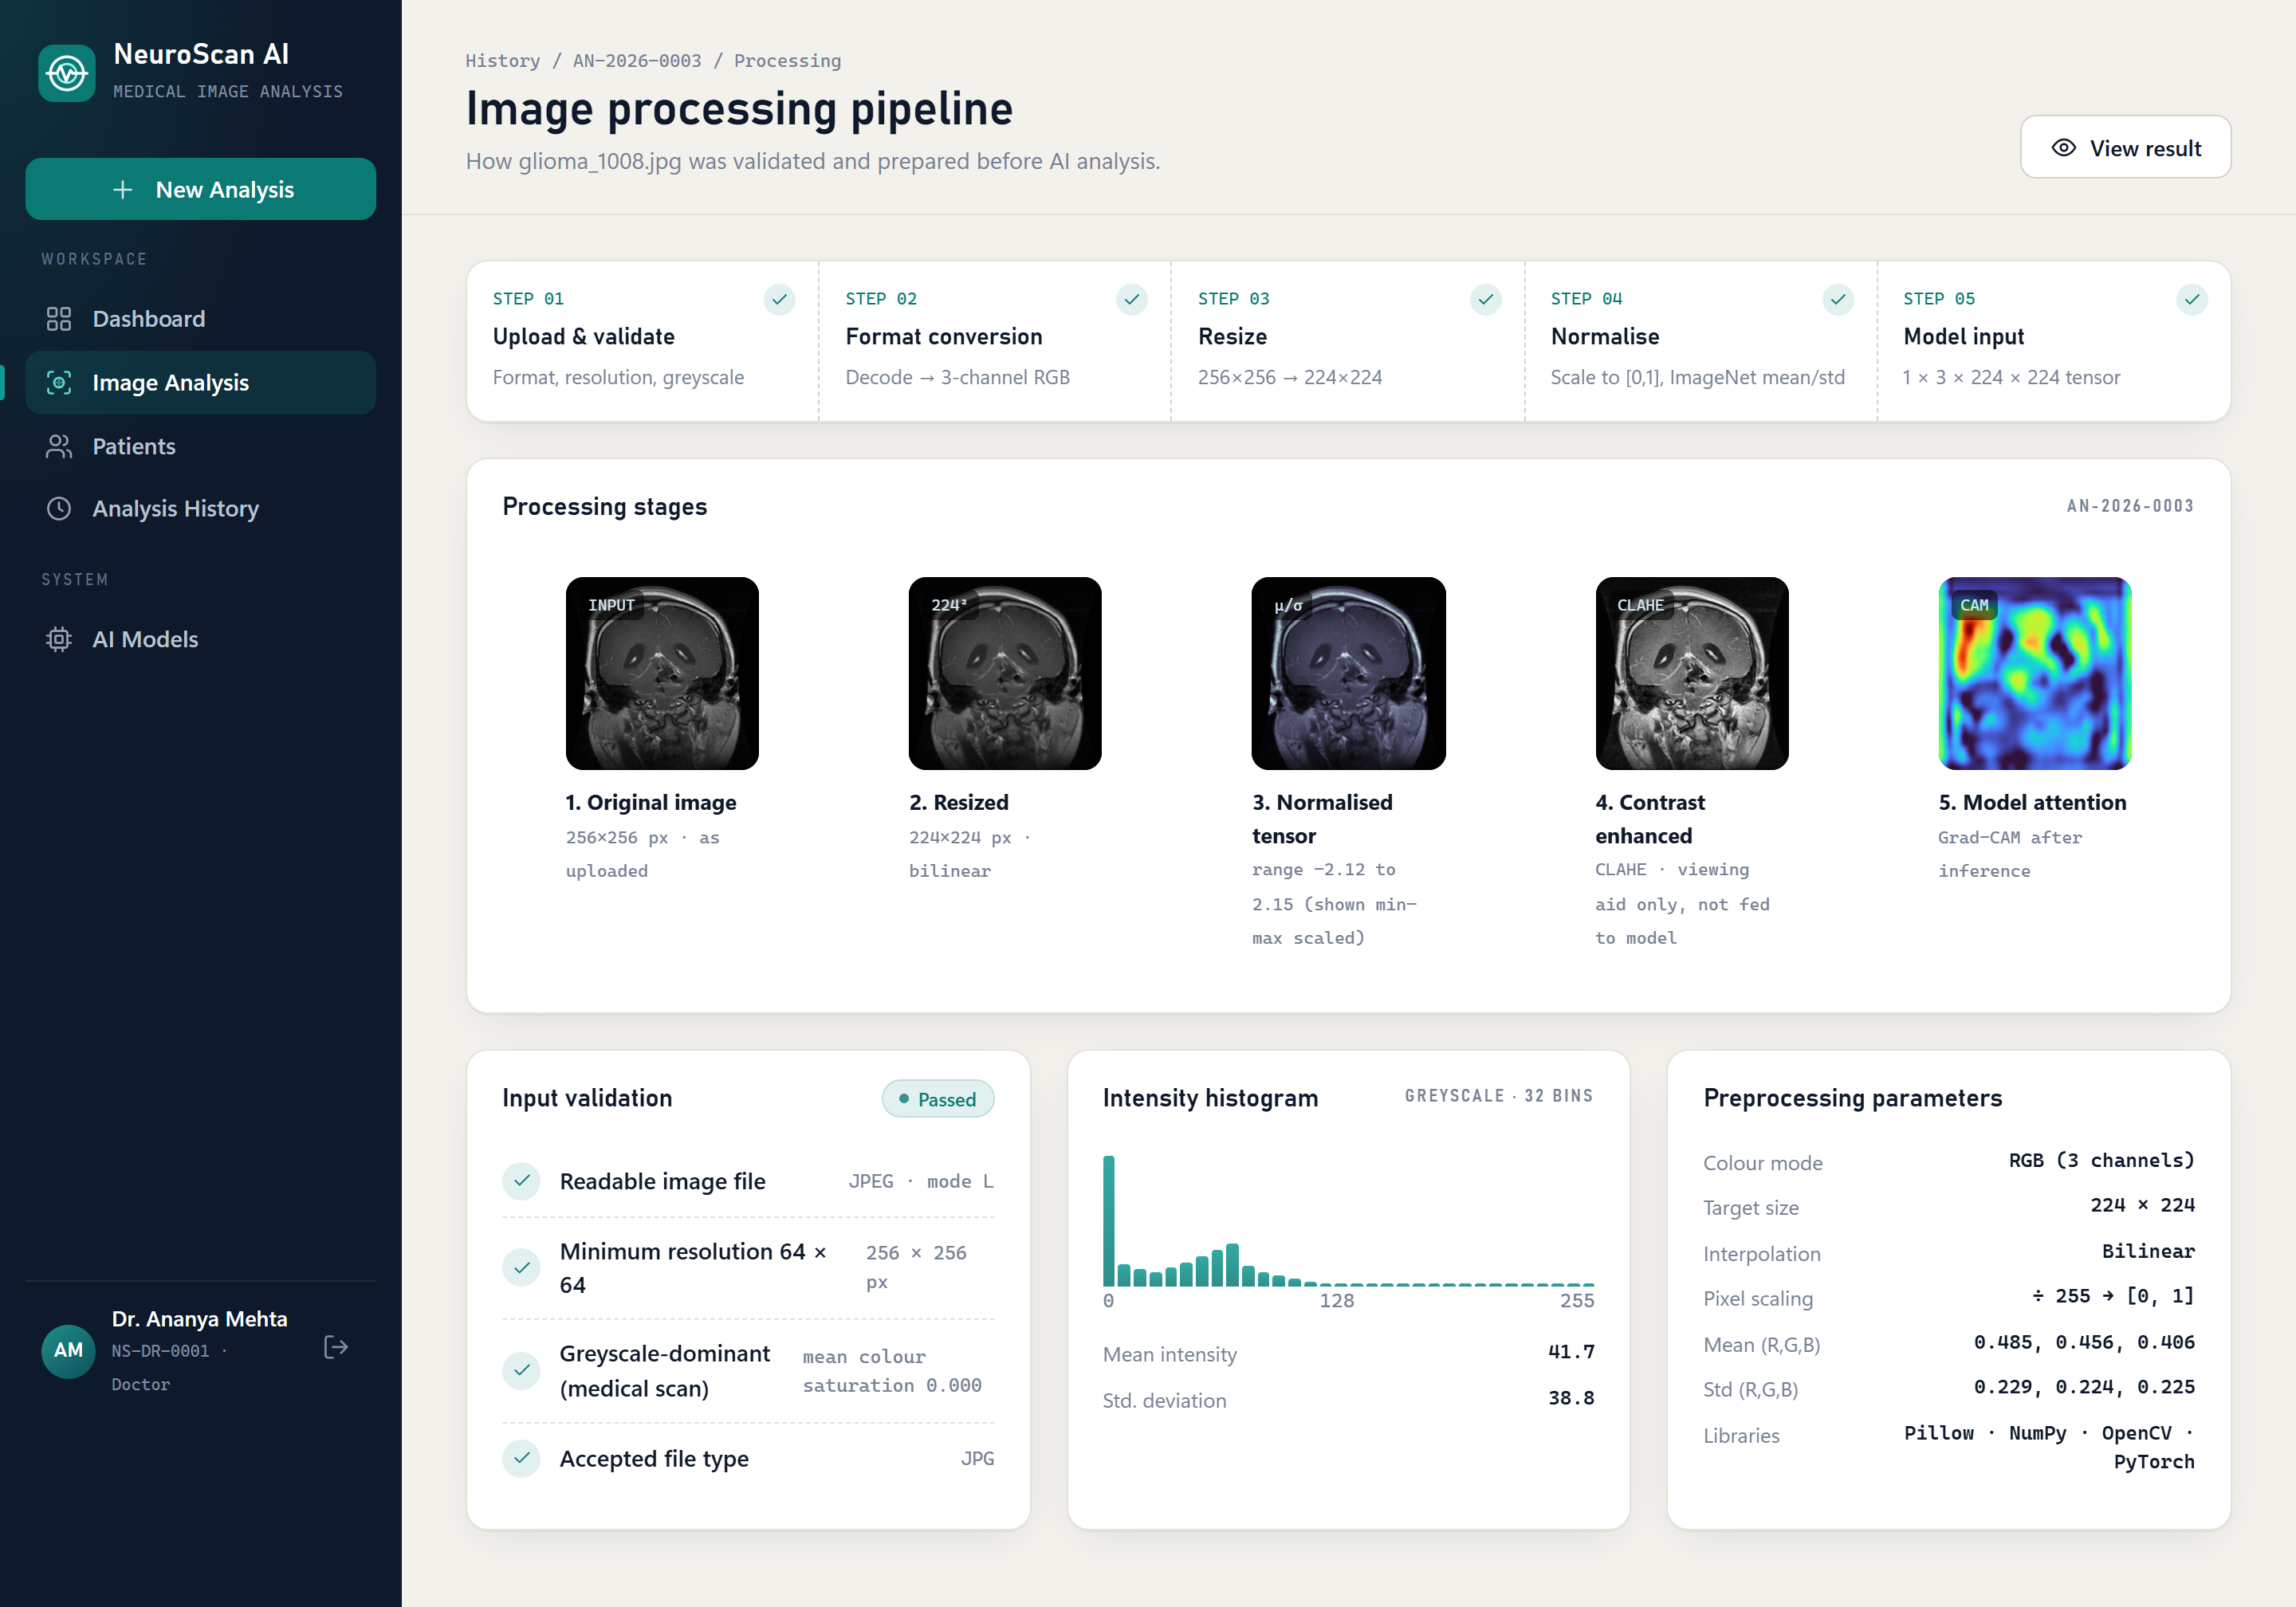 NeuroScan AI
MEDICAL IMAGE ANALYSIS
New Analysis
WORKSPACE
Dashboard
Image Analysis
Patients
Analysis History
SYSTEM
AI Models
AM
Dr. Ananya Mehta
NS-DR-0001 ·
Doctor
History / AN-2026-0003 / Processing
Image processing pipeline
How glioma_1008.jpg was validated and prepared before AI analysis.
View result
STEP 01
Upload & validate
Format, resolution, greyscale
STEP 02
Format conversion
Decode → 3-channel RGB
STEP 03
Resize
256×256 → 224×224
STEP 04
Normalise
Scale to [0,1], ImageNet mean/std
STEP 05
Model input
1 × 3 × 224 × 224 tensor
Processing stages
AN-2026-0003
INPUT
1. Original image
256×256 px · as
uploaded
224²
2. Resized
224×224 px ·
bilinear
μ/σ
3. Normalised
tensor
range −2.12 to
2.15 (shown min–
max scaled)
CLAHE
4. Contrast
enhanced
CLAHE · viewing
aid only, not fed
to model
CAM
5. Model attention
Grad-CAM after
inference
Input validation
Passed
Readable image file
JPEG · mode L
Minimum resolution 64 ×
64
256 × 256
px
Greyscale-dominant
(medical scan)
mean colour
saturation 0.000
Accepted file type
JPG
Intensity histogram
GREYSCALE · 32 BINS
0 128 255
Mean intensity 41.7
Std. deviation 38.8
Preprocessing parameters
Colour mode RGB (3 channels)
Target size 224 × 224
Interpolation Bilinear
Pixel scaling ÷ 255 → [0, 1]
Mean (R,G,B) 0.485, 0.456, 0.406
Std (R,G,B) 0.229, 0.224, 0.225
Libraries Pillow · NumPy · OpenCV ·
PyTorch